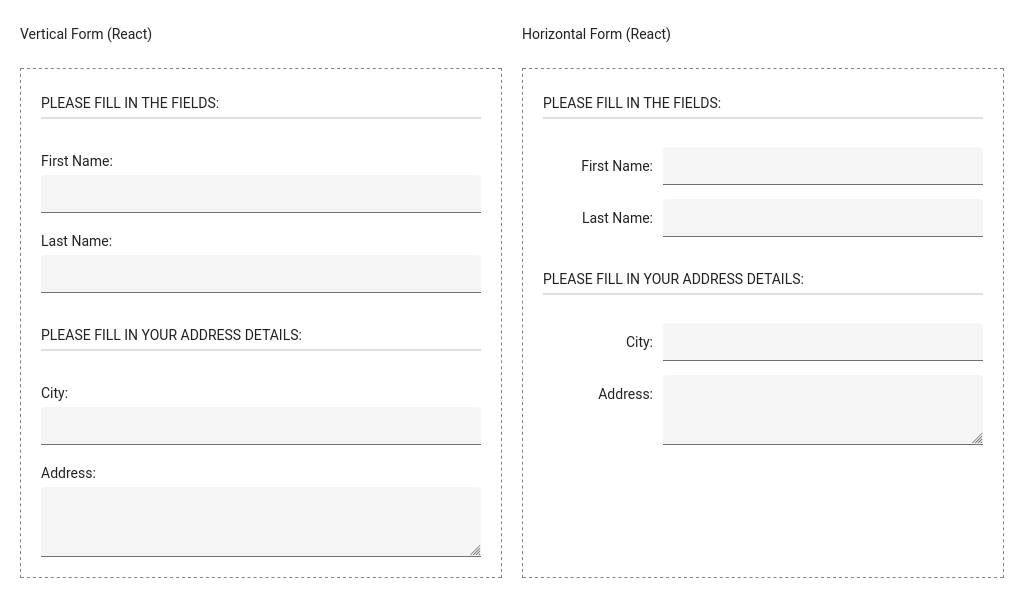 Vertical Form (React)
PLEASE FILL IN THE FIELDS:
First Name:
Last Name:
PLEASE FILL IN YOUR ADDRESS DETAILS:
City:
Address:
Horizontal Form (React)
PLEASE FILL IN THE FIELDS:
First Name:
Last Name:
PLEASE FILL IN YOUR ADDRESS DETAILS:
City:
Address: